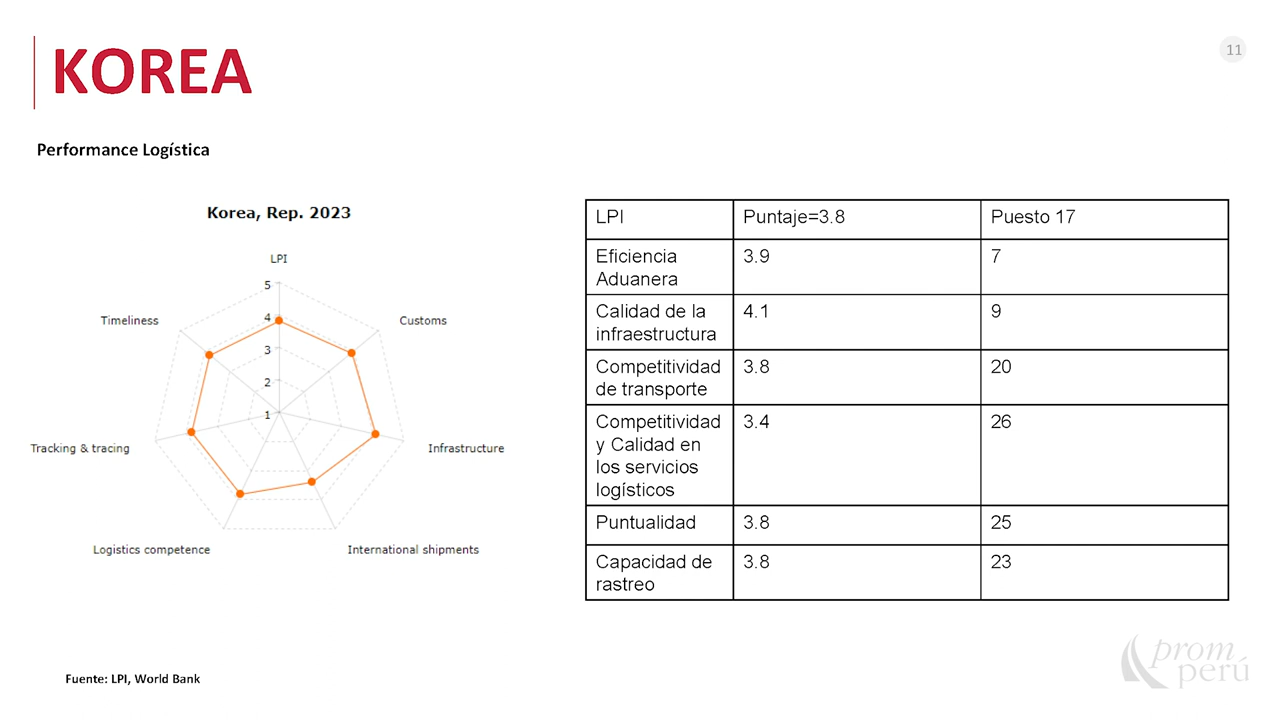 KOREA
11
Performance Logística
Korea, Rep. 2023
LPI
5
4
3
2
1
Timeliness
Customs
Tracking & tracing
Infrastructure
Logistics competence
International shipments
LPI
Puntaje=3.8
Puesto 17
Eficiencia
Aduanera
3.9
7
Calidad de la
infraestructura
4.1
9
Competitividad
de transporte
3.8
20
Competitividad
y Calidad en
los servicios
logísticos
3.4
26
Puntualidad
3.8
25
Capacidad de
rastreo
3.8
23
Fuente: LPI, World Bank
prom
perú